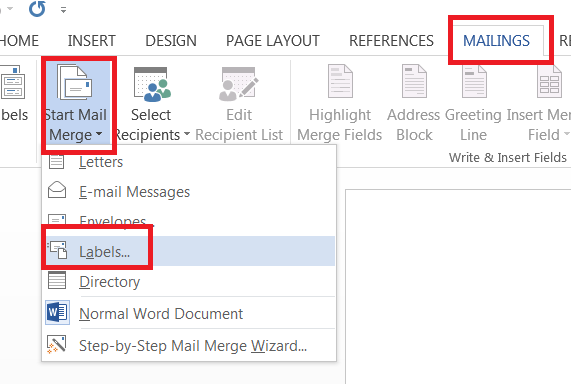 HOME INSERT DESIGN PAGE LAYOUT REFERENCES MAILINGS RE
bels
Start Mail
Merge
Select
Recipients
Edit
Recipient List
Highlight
Merge Fields
Address
Block
Greeting
Line
Insert Mer
Field
Write & Insert Fields
Letters
E-mail Messages
Envelopes
Labels...
Directory
Normal Word Document
Step-by-Step Mail Merge Wizard...